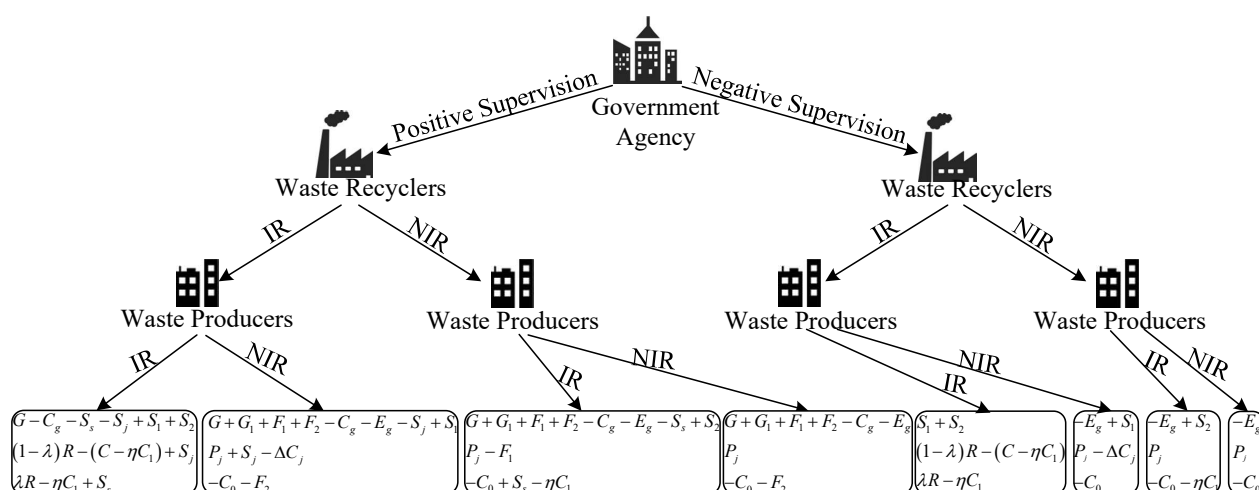 Positive Supervision
Negative Supervision
Government
Agency
Waste Recyclers
Waste Recyclers
IR
NIR
IR
NIR
Waste Producers
Waste Producers
Waste Producers
Waste Producers
IR
NIR
IR
NIR
IR
NIR
IR
NIR
G − C_g − S_s − S_j + S_1 + S_2
(1−λ)R − (C − ηC_1) + S_j
λR − ηC_1 + S_s
G + G_1 + F_1 + F_2 − C_g − E_g − S_j + S_1
P_j + S_j − ΔC_j
−C_0 − F_2
G + G_1 + F_1 + F_2 − C_g − E_g − S_s + S_2
P_j − F_1
−C_0 + S_s − ηC_1
G + G_1 + F_1 + F_2 − C_g − E_g
P_j
−C_0 − F_2
S_1 + S_2
(1−λ)R − (C − ηC_1)
λR − ηC_1
−E_g + S_1
P_j − ΔC_j
−C_0
−E_g + S_2
P_j
−C_0 − ηC
−E_g
P_j
−C_0